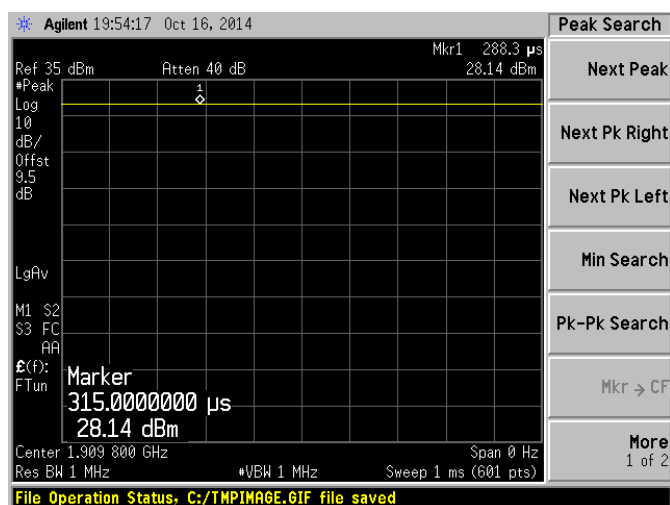 Agilent 19:54:17 Oct 16, 2014
Peak Search
Mkr1 288.3 µs
Ref 35 dBm Atten 40 dB 28.14 dBm
#Peak
Log
10
dB/
Offst
9.5
dB
1
LgAv
M1 S2
S3 FC
AA
£(f):
FTun
Marker
315.0000000 µs
28.14 dBm
Center 1.909 800 GHz Span 0 Hz
Res BW 1 MHz #VBW 1 MHz Sweep 1 ms (601 pts)
File Operation Status, C:/TMPIMAGE.GIF file saved
Next Peak
Next Pk Right
Next Pk Left
Min Search
Pk-Pk Search
Mkr → CF
More
1 of 2